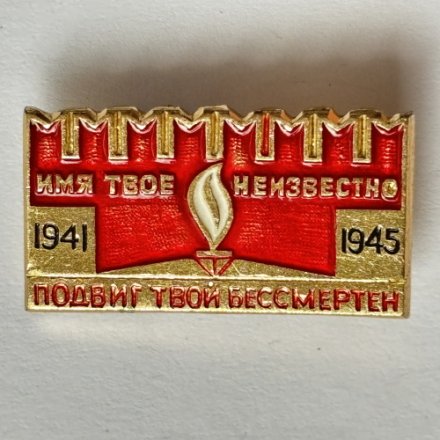 ИМЯ ТВОЕ НЕИЗВЕСТНО
1941 1945
ПОДВИГ ТВОЙ БЕССМЕРТЕН